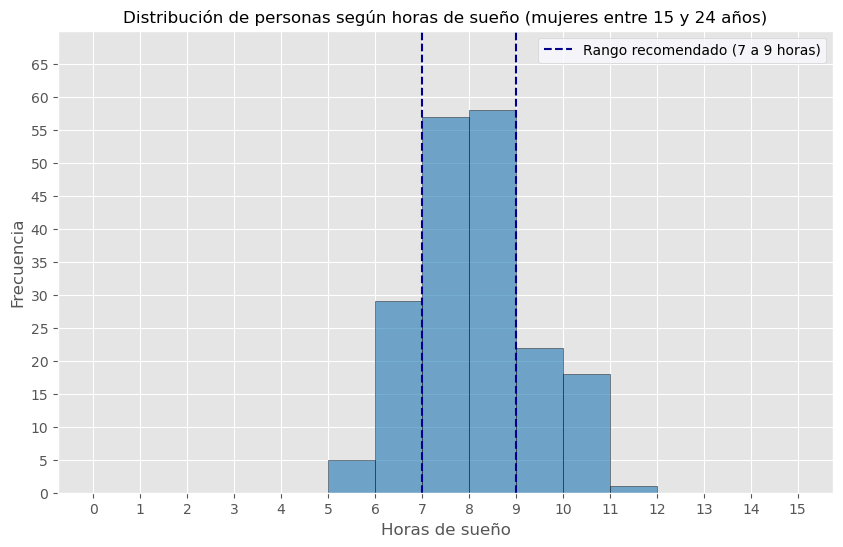 Distribución de personas según horas de sueño (mujeres entre 15 y 24 años)
Rango recomendado (7 a 9 horas)
65
60
55
50
45
40
35
30
25
20
15
10
5
0
Frecuencia
0 1 2 3 4 5 6 7 8 9 10 11 12 13 14 15
Horas de sueño